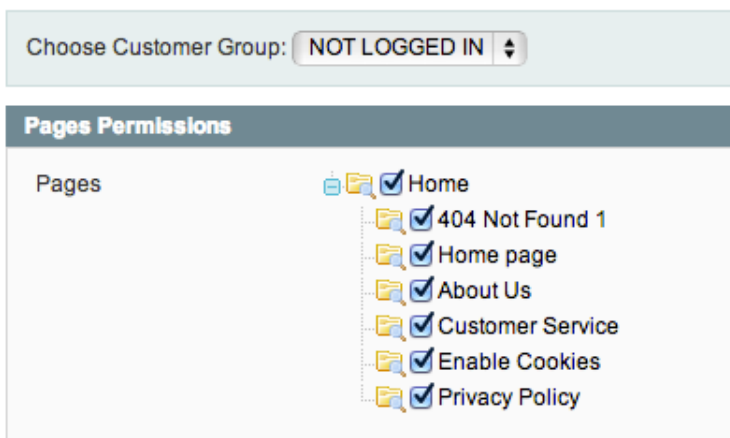 Choose Customer Group: NOT LOGGED IN
Pages Permissions
Pages Home
404 Not Found 1
Home page
About Us
Customer Service
Enable Cookies
Privacy Policy